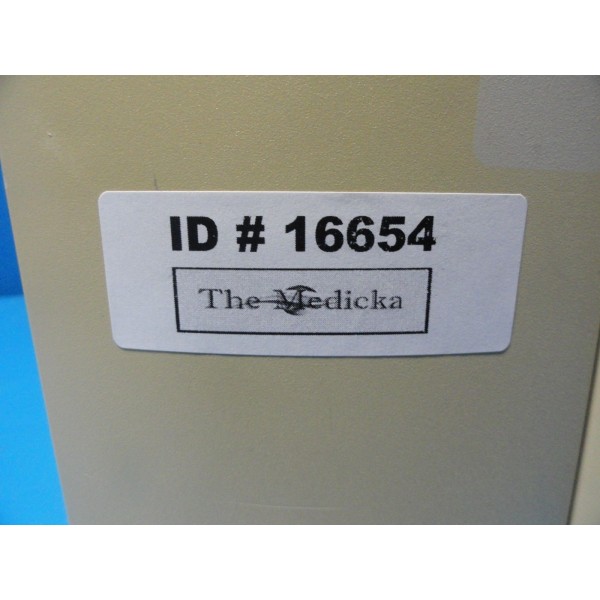 ID # 16654
The Medicka